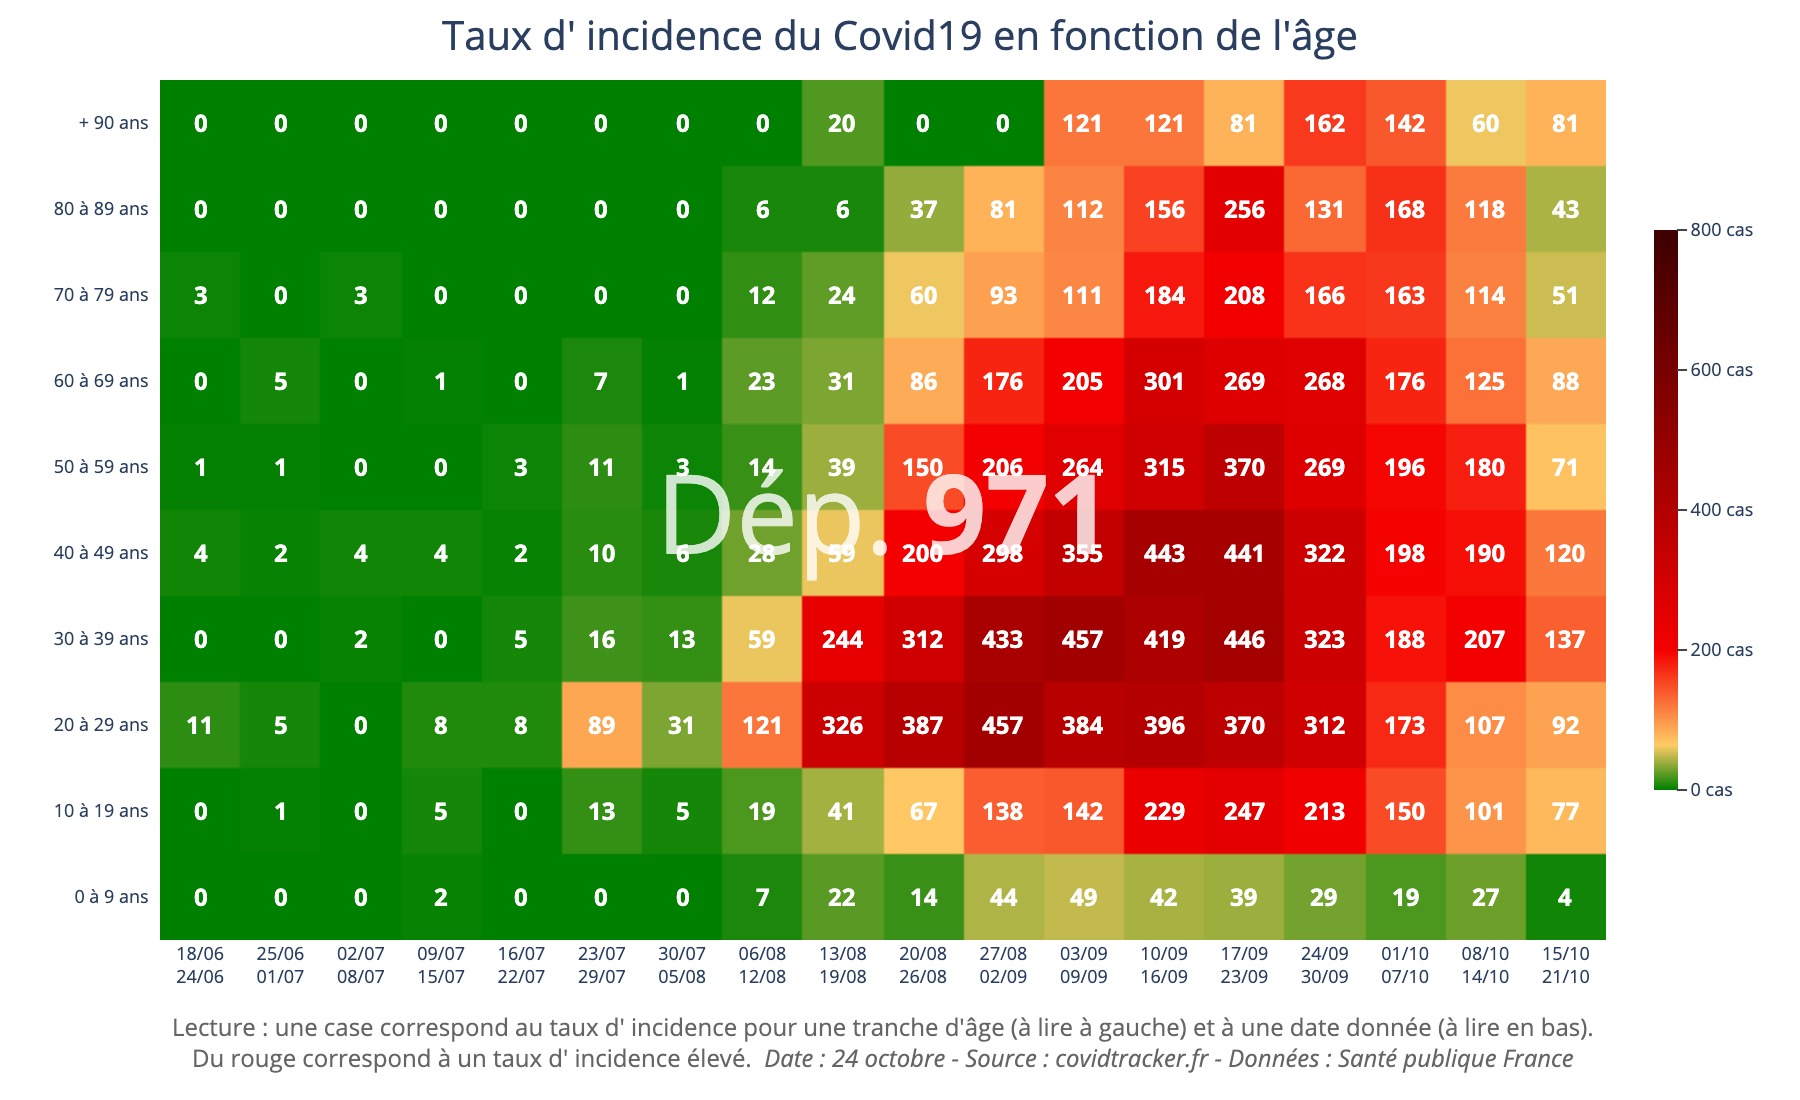 Taux d' incidence du Covid19 en fonction de l'âge
+ 90 ans 0 0 0 0 0 0 0 0 20 0 0 121 121 81 162 142 60 81
80 à 89 ans 0 0 0 0 0 0 0 6 6 37 81 112 156 256 131 168 118 43
70 à 79 ans 3 0 3 0 0 0 0 12 24 60 93 111 184 208 166 163 114 51
60 à 69 ans 0 5 0 1 0 7 1 23 31 86 176 205 301 269 268 176 125 88
50 à 59 ans 1 1 0 0 3 11 3 14 39 150 206 264 315 370 269 196 180 71
Dép. 971
40 à 49 ans 4 2 4 4 2 10 6 28 59 200 298 355 443 441 322 198 190 120
30 à 39 ans 0 0 2 0 5 16 13 59 244 312 433 457 419 446 323 188 207 137
20 à 29 ans 11 5 0 8 8 89 31 121 326 387 457 384 396 370 312 173 107 92
10 à 19 ans 0 1 0 5 0 13 5 19 41 67 138 142 229 247 213 150 101 77
0 à 9 ans 0 0 0 2 0 0 0 7 22 14 44 49 42 39 29 19 27 4
18/06 25/06 02/07 09/07 16/07 23/07 30/07 06/08 13/08 20/08 27/08 03/09 10/09 17/09 24/09 01/10 08/10 15/10
24/06 01/07 08/07 15/07 22/07 29/07 05/08 12/08 19/08 26/08 02/09 09/09 16/09 23/09 30/09 07/10 14/10 21/10
800 cas
600 cas
400 cas
200 cas
0 cas
Lecture : une case correspond au taux d' incidence pour une tranche d'âge (à lire à gauche) et à une date donnée (à lire en bas).
Du rouge correspond à un taux d' incidence élevé. Date : 24 octobre - Source : covidtracker.fr - Données : Santé publique France